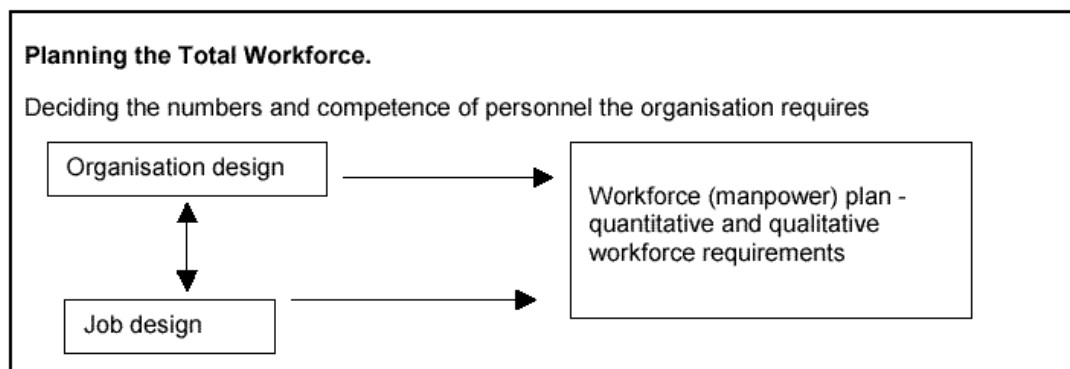 Planning the Total Workforce.
Deciding the numbers and competence of personnel the organisation requires
Organisation design
Workforce (manpower) plan -
quantitative and qualitative
workforce requirements
Job design